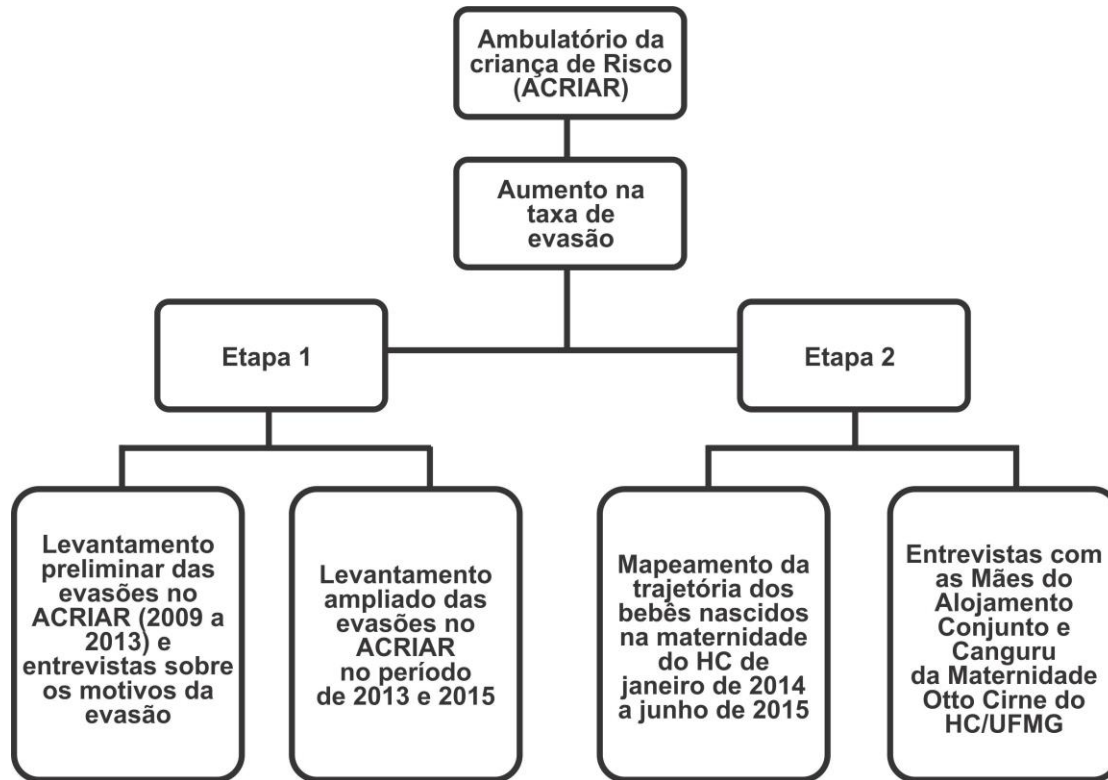 Ambulatório da
criança de Risco
(ACRIAR)
Aumento na
taxa de
evasão
Etapa 1
Etapa 2
Levantamento
preliminar das
evasões no
ACRIAR (2009 a
2013) e
entrevistas sobre
os motivos da
evasão
Levantamento
ampliado das
evasões no
ACRIAR
no período
de 2013 e 2015
Mapeamento da
trajetória dos
bebês nascidos
na maternidade
do HC de
janeiro de 2014
a junho de 2015
Entrevistas com
as Mães do
Alojamento
Conjunto e
Canguru
da Maternidade
Otto Cirne do
HC/UFMG